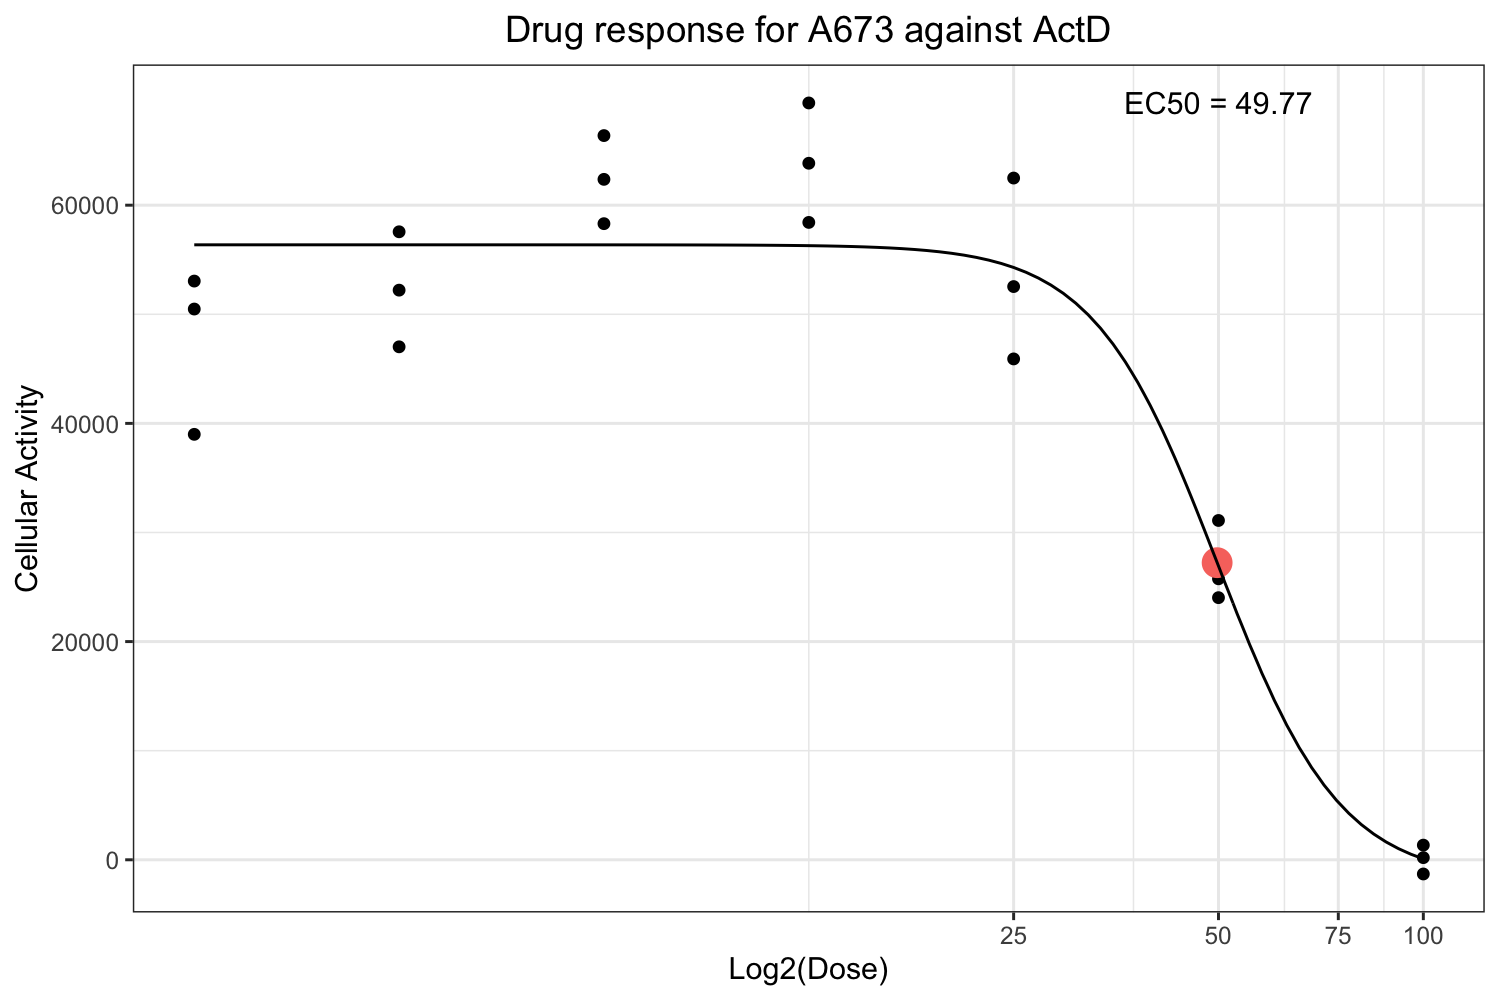 Drug response for A673 against ActD
EC50 = 49.77
60000
40000
20000
0
Cellular Activity
25 50 75 100
Log2(Dose)